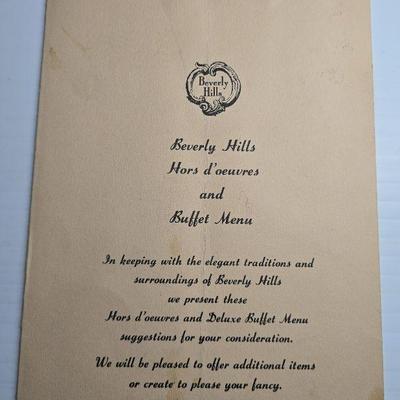 Beverly
Hills
Beverly Hills
Hors d'oeuvres
and
Buffet Menu
In keeping with the elegant traditions and
surroundings of Beverly Hills
we present these
Hors d'oeuvres and Deluxe Buffet Menu
suggestions for your consideration.
We will be pleased to offer additional items
or create to please your fancy.